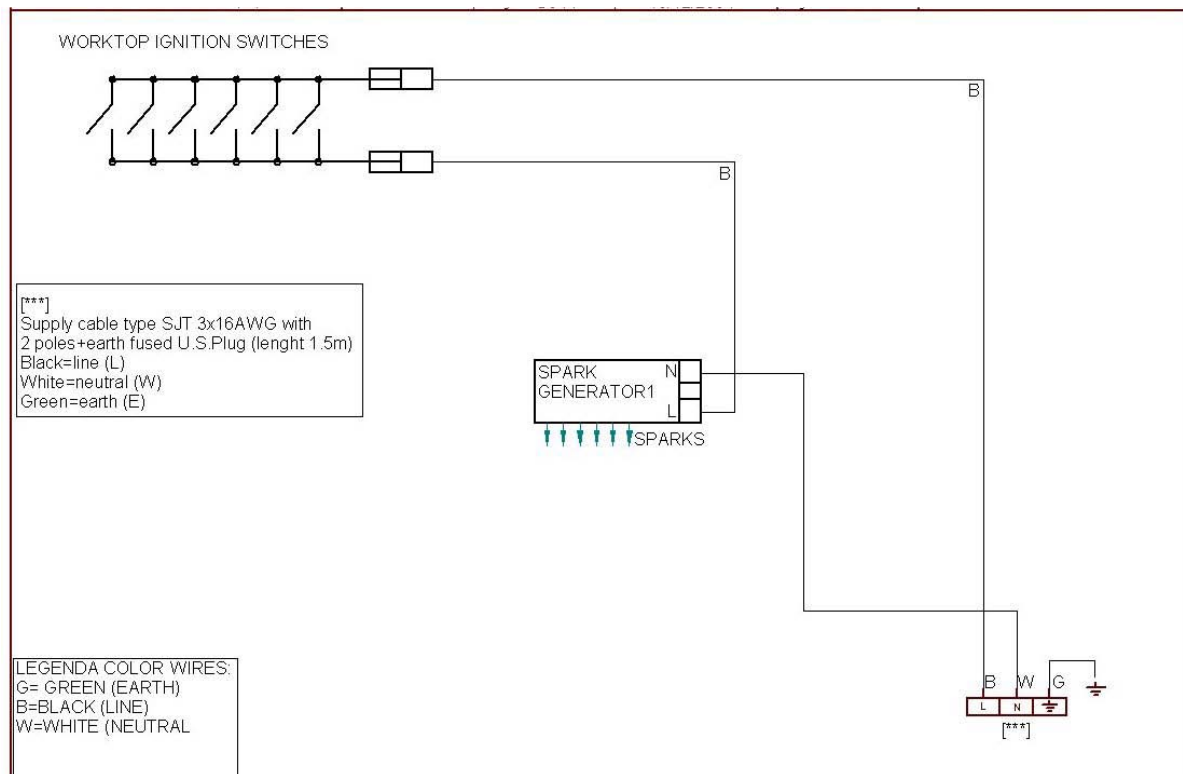 WORKTOP IGNITION SWITCHES
B
B
[***]
Supply cable type SJT 3x16AWG with
2 poles+earth fused U.S.Plug (lenght 1.5m)
Black=line (L)
White=neutral (W)
Green=earth (E)
SPARK N
GENERATOR1
L
SPARKS
LEGENDA COLOR WIRES:
G= GREEN (EARTH)
B=BLACK (LINE)
W=WHITE (NEUTRAL
B W G
L N
[***]